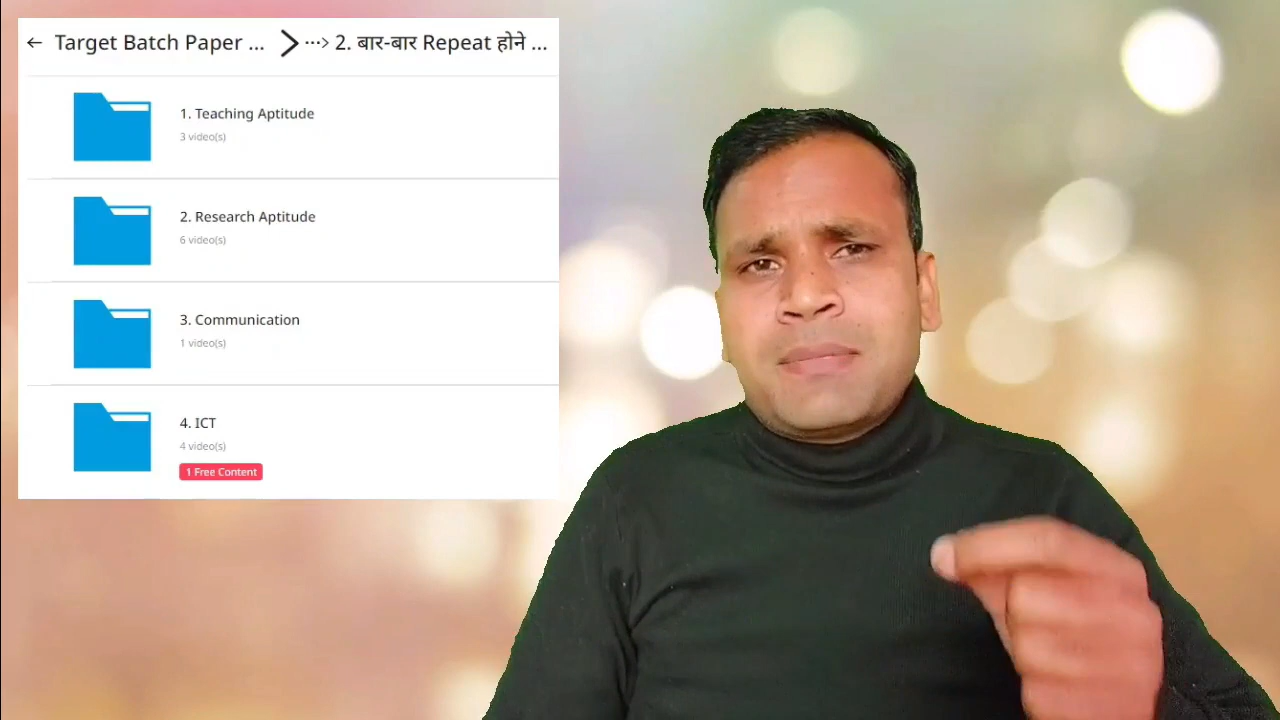 Target Batch Paper ... ···> 2. बार-बार Repeat होने ...
1. Teaching Aptitude
3 video(s)
2. Research Aptitude
6 video(s)
3. Communication
1 video(s)
4. ICT
4 video(s)
1 Free Content